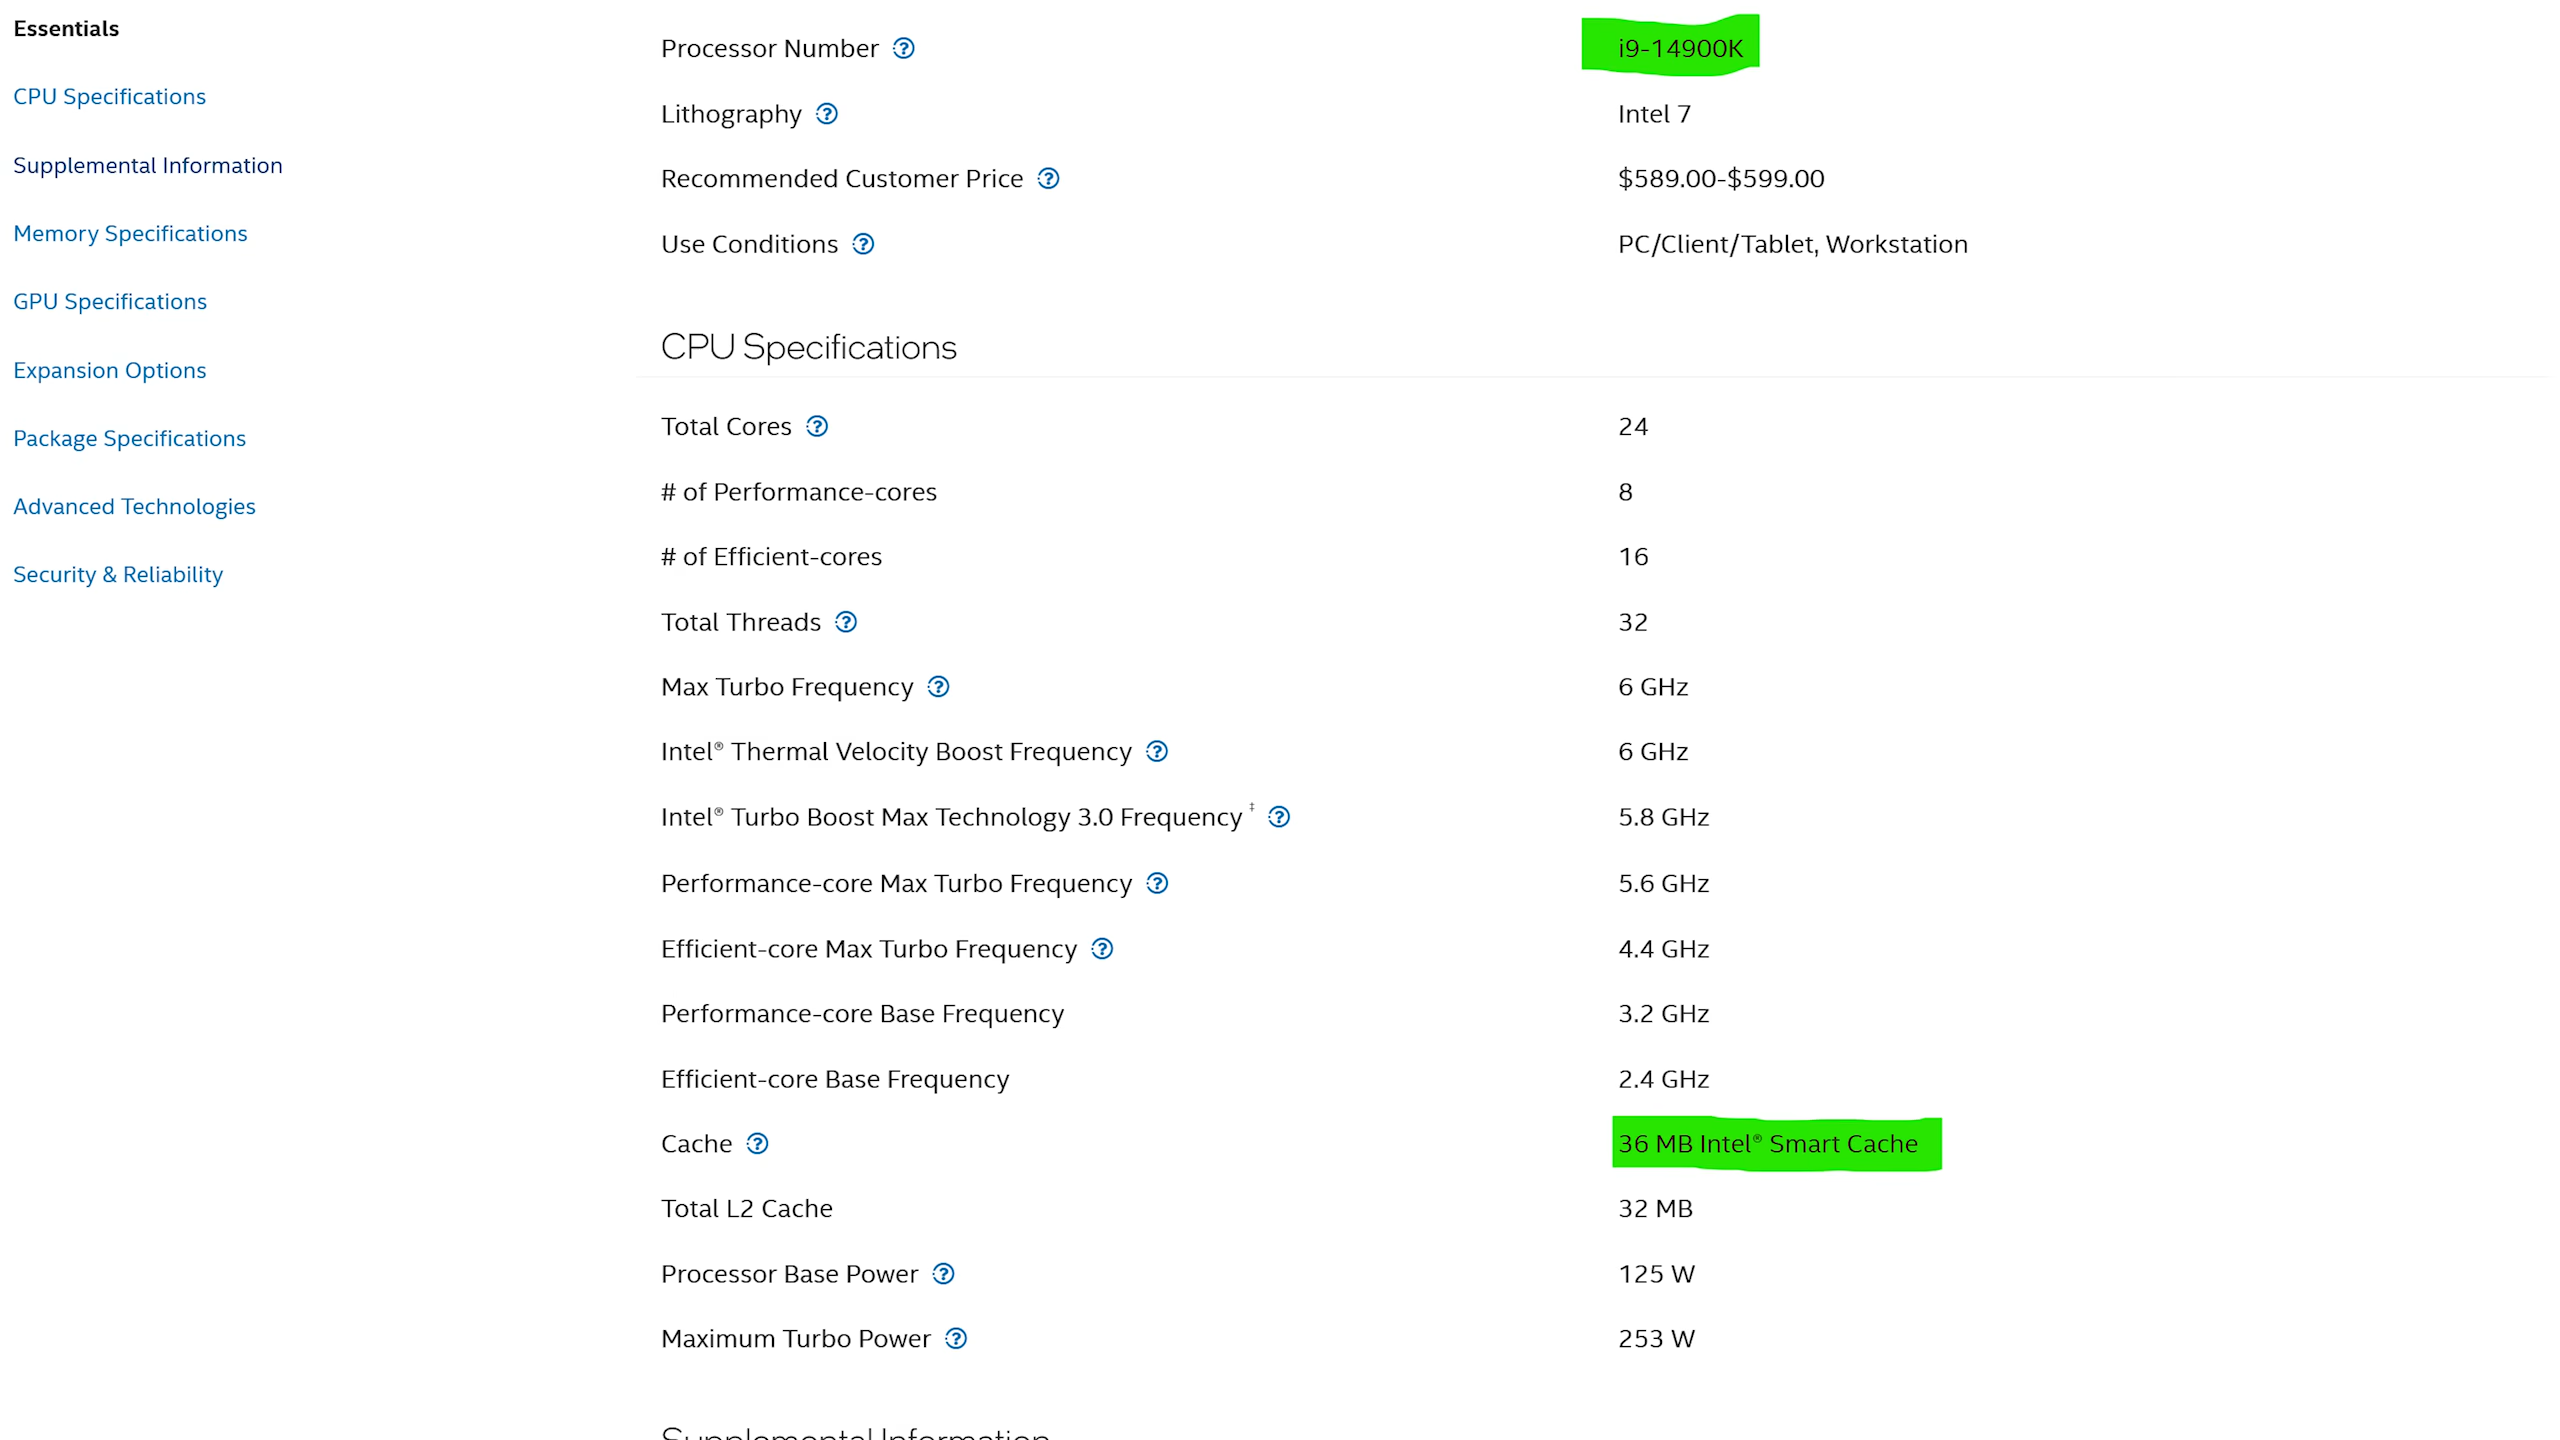 Essentials
CPU Specifications
Supplemental Information
Memory Specifications
GPU Specifications
Expansion Options
Package Specifications
Advanced Technologies
Security & Reliability
Processor Number ? i9-14900K
Lithography ? Intel 7
Recommended Customer Price ? $589.00-$599.00
Use Conditions ? PC/Client/Tablet, Workstation
CPU Specifications
Total Cores ? 24
# of Performance-cores 8
# of Efficient-cores 16
Total Threads ? 32
Max Turbo Frequency ? 6 GHz
Intel® Thermal Velocity Boost Frequency ? 6 GHz
Intel® Turbo Boost Max Technology 3.0 Frequency ‡ ? 5.8 GHz
Performance-core Max Turbo Frequency ? 5.6 GHz
Efficient-core Max Turbo Frequency ? 4.4 GHz
Performance-core Base Frequency 3.2 GHz
Efficient-core Base Frequency 2.4 GHz
Cache ? 36 MB Intel® Smart Cache
Total L2 Cache 32 MB
Processor Base Power ? 125 W
Maximum Turbo Power ? 253 W
Supplemental Information